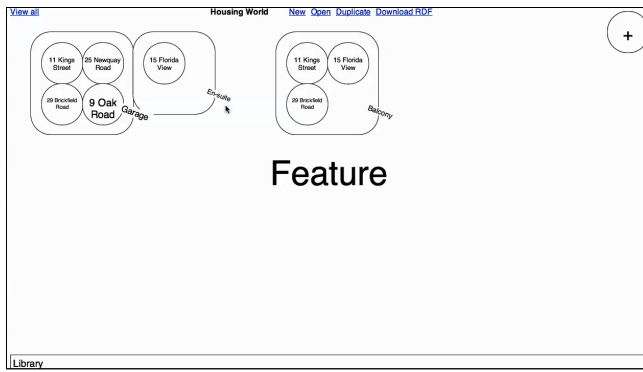 View all
Housing World
New Open Duplicate Download RDF
+
11 Kings
Street
25 Newquay
Road
29 Brickfield
Road
9 Oak
Road
Garage
15 Florida
View
En-suite
11 Kings
Street
15 Florida
View
29 Brickfield
Road
Balcony
Feature
Library